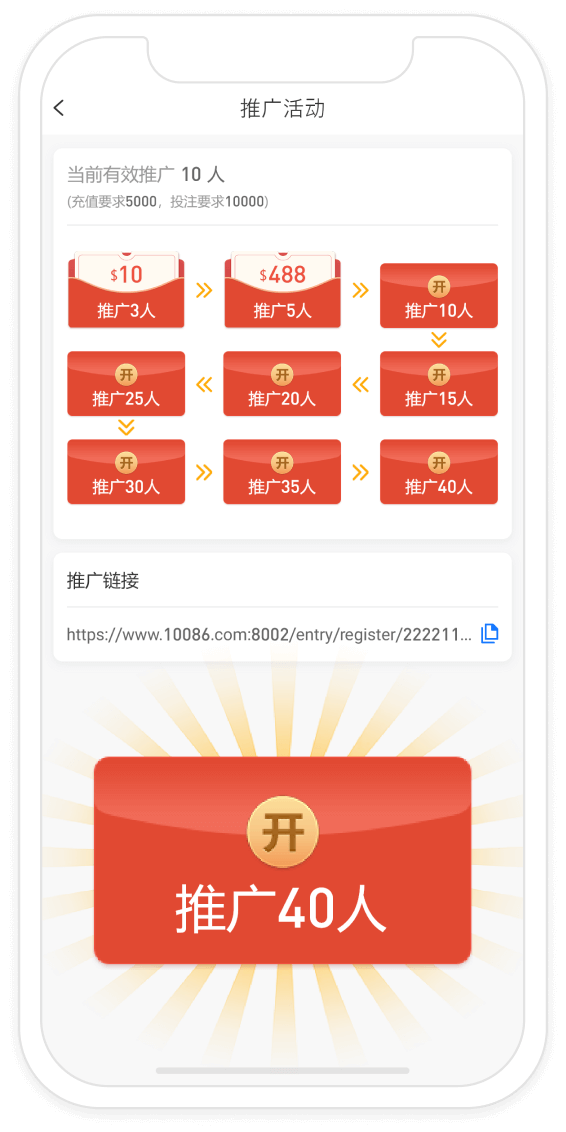 推广活动
当前有效推广 10 人
(充值要求5000，投注要求10000)
$10 $488 开
推广3人 推广5人 推广10人
开 开 开
推广25人 推广20人 推广15人
开 开 开
推广30人 推广35人 推广40人
推广链接
https://www.10086.com:8002/entry/register/222211...
开
推广40人